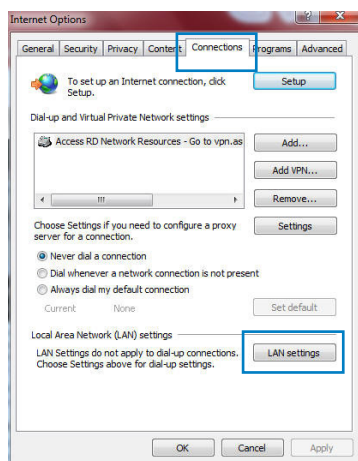 Internet Options
General Security Privacy Content Connections Programs Advanced
To set up an Internet connection, click
Setup.
Setup
Dial-up and Virtual Private Network settings
Access RD Network Resources - Go to vpn.as
Add...
Add VPN...
Remove...
Choose Settings if you need to configure a proxy
server for a connection.
Settings
Never dial a connection
Dial whenever a network connection is not present
Always dial my default connection
Current None
Set default
Local Area Network (LAN) settings
LAN Settings do not apply to dial-up connections.
Choose Settings above for dial-up settings.
LAN settings
OK Cancel Apply